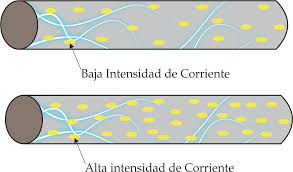 Baja Intensidad de Corriente
Alta intensidad de Corriente